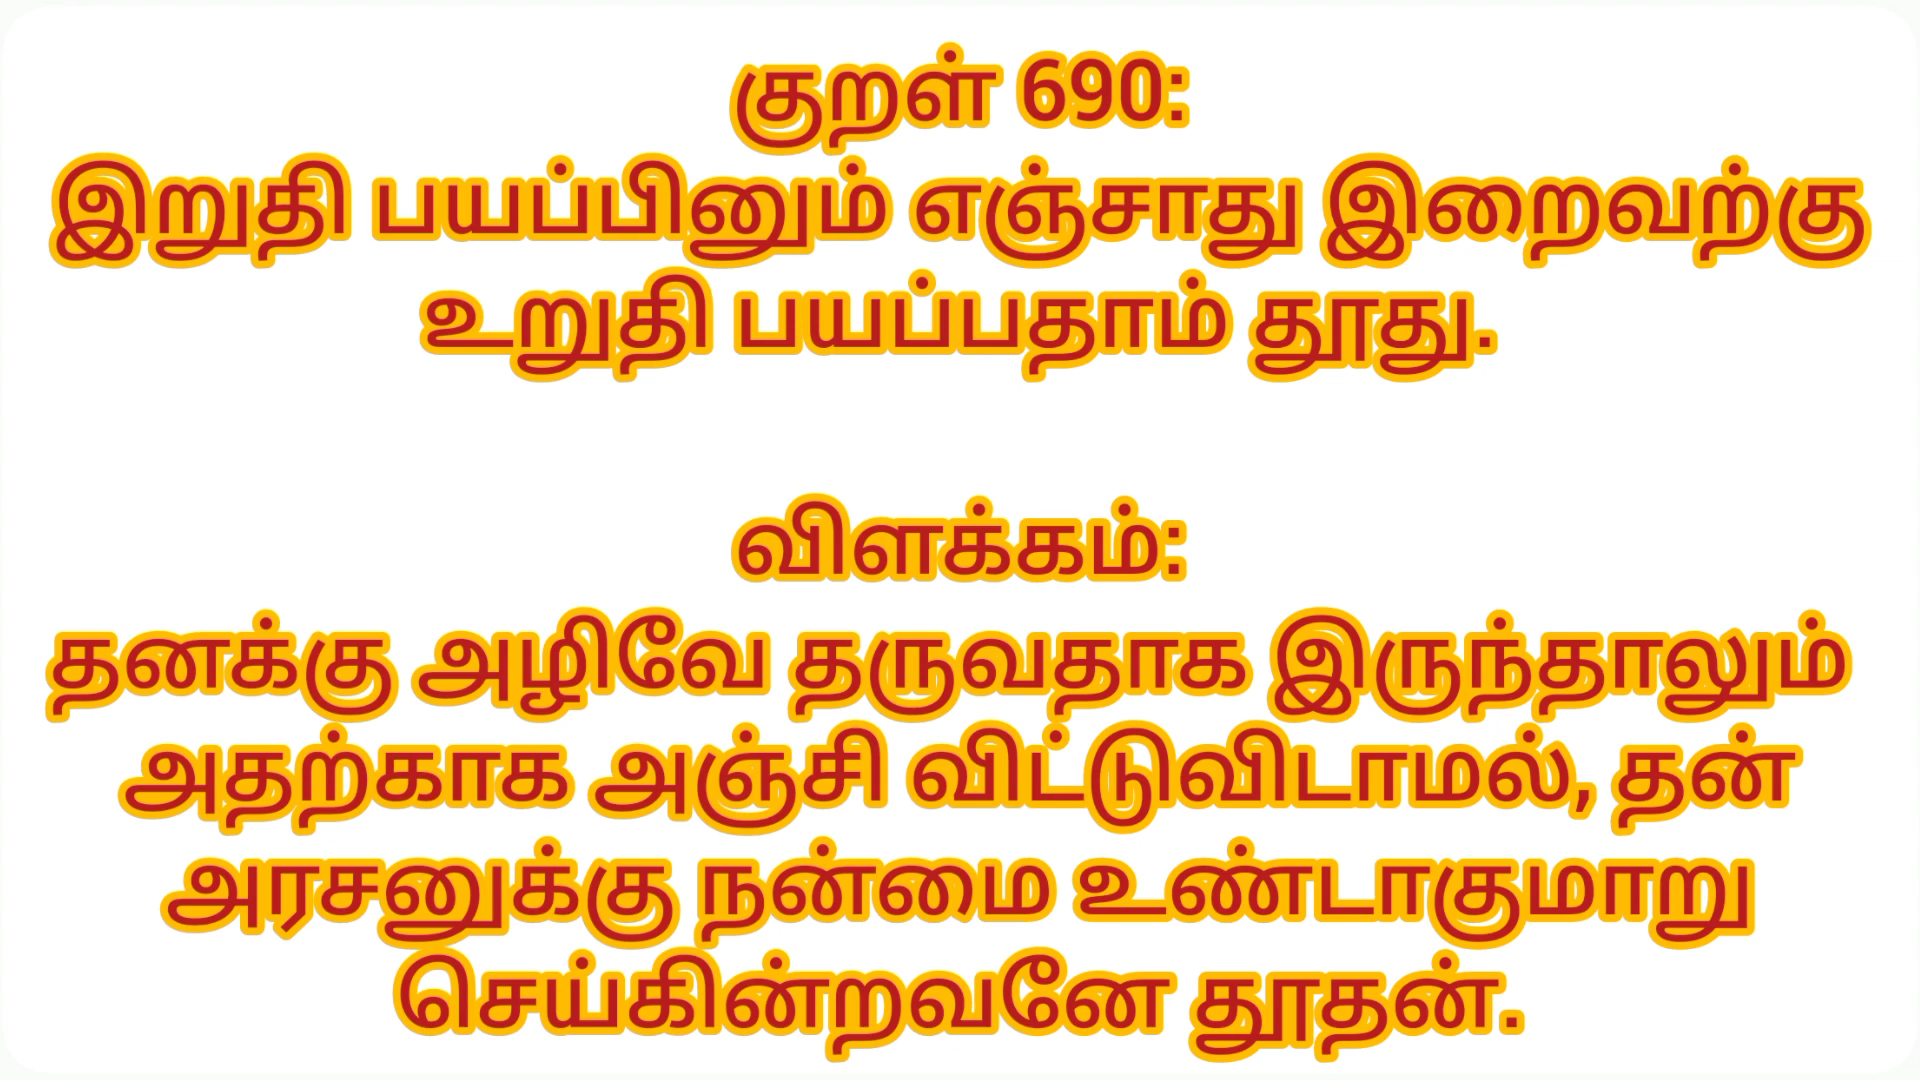 குறள் 690:
இறுதி பயப்பினும் எஞ்சாது இறைவற்கு
உறுதி பயப்பதாம் தூது.
விளக்கம்:
தனக்கு அழிவே தருவதாக இருந்தாலும்
அதற்காக அஞ்சி விட்டுவிடாமல், தன்
அரசனுக்கு நன்மை உண்டாகுமாறு
செய்கின்றவனே தூதன்.